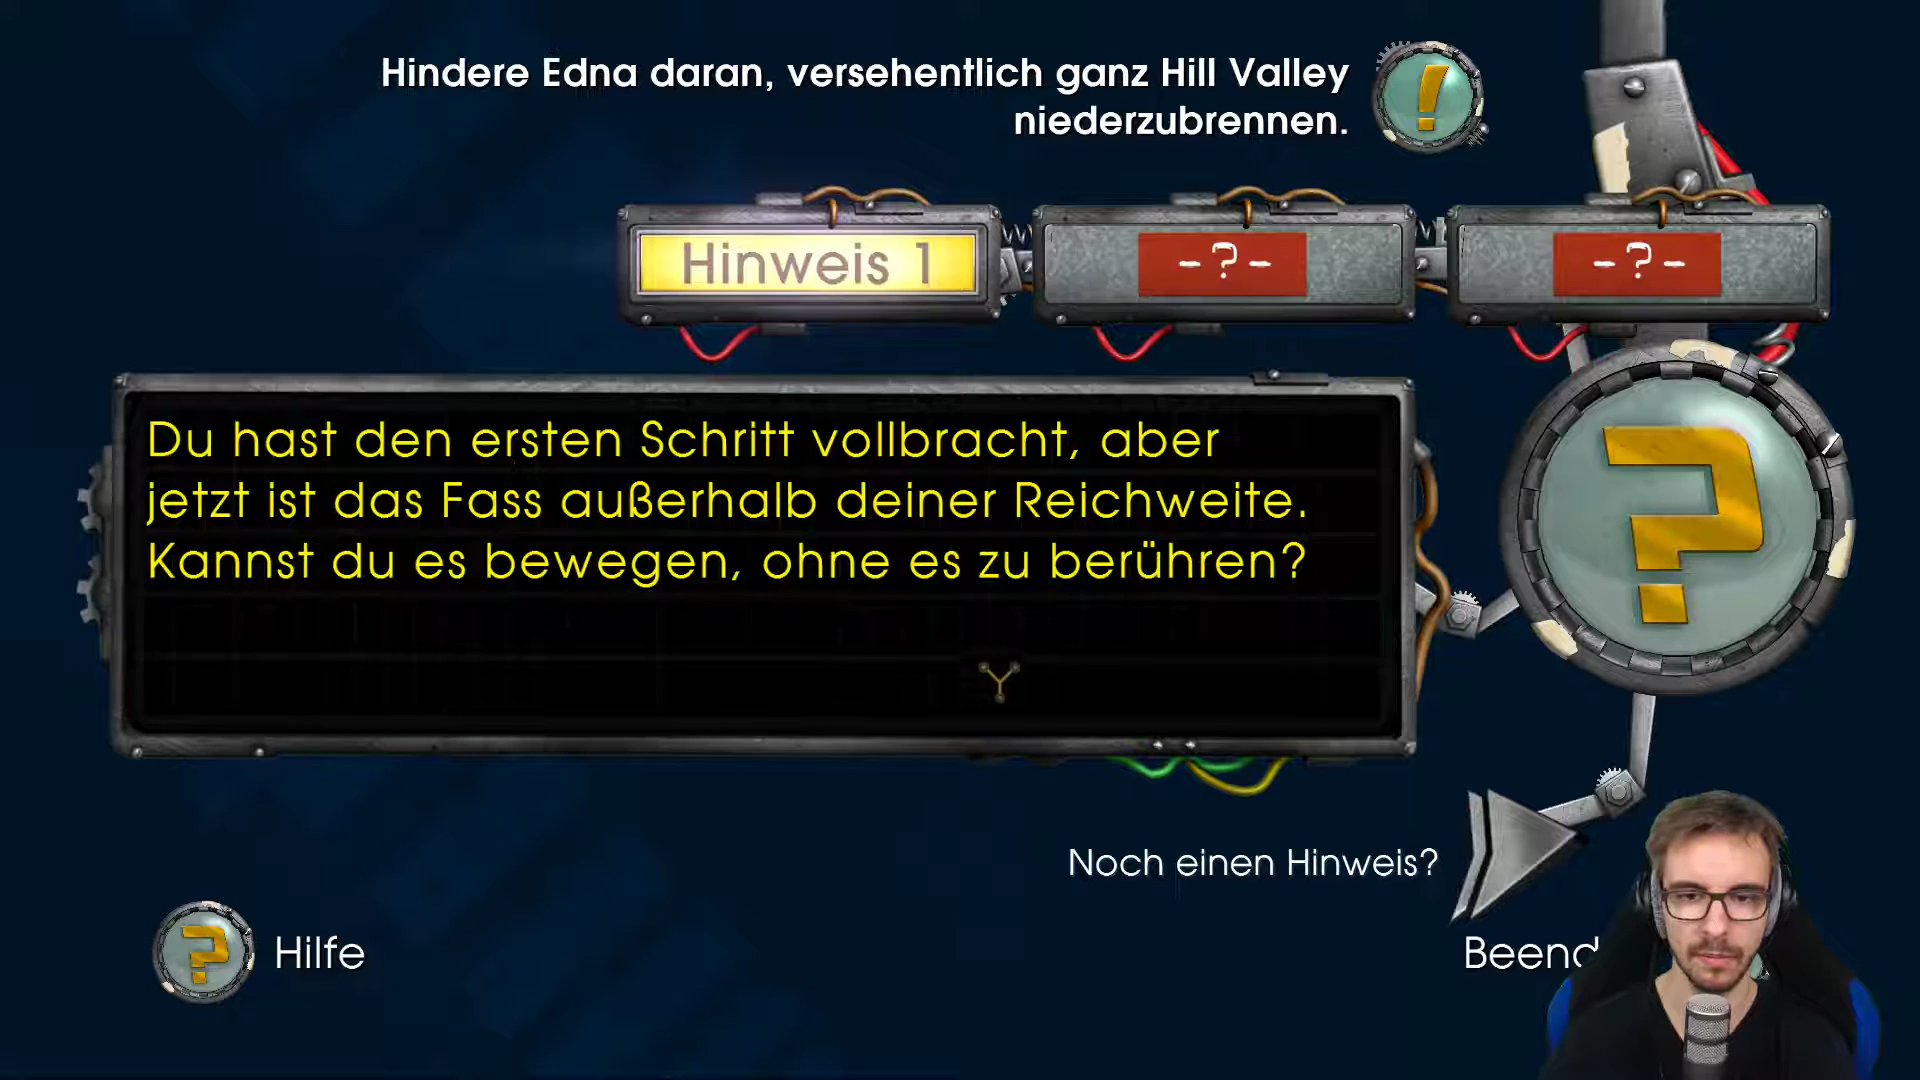 Hindere Edna daran, versehentlich ganz Hill Valley
niederzubrennen.
Hinweis 1
-?-
-?-
Du hast den ersten Schritt vollbracht, aber
jetzt ist das Fass außerhalb deiner Reichweite.
Kannst du es bewegen, ohne es zu berühren?
Noch einen Hinweis?
Hilfe
Beend